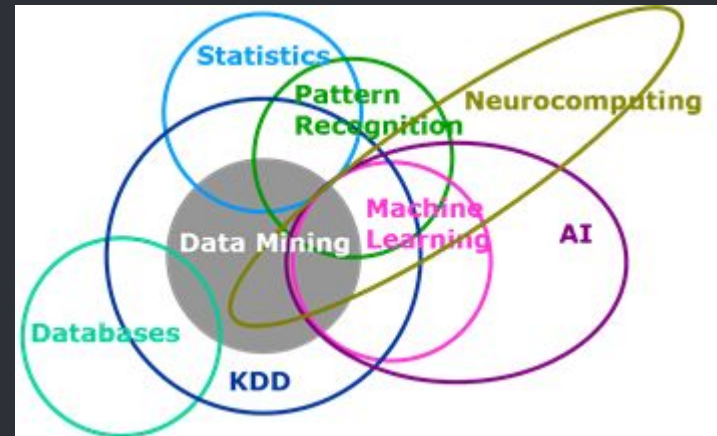 Statistics
Pattern
Recognition
Neurocomputing
Machine
Learning
AI
Data Mining
Databases
KDD